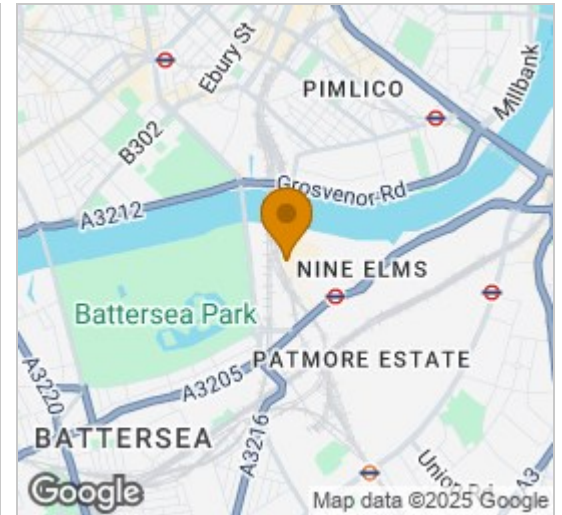 Ebury St
PIMLICO
Millbank
B302
Grosvenor Rd
A3212
NINE ELMS
Battersea Park
PATMORE ESTATE
A3205
A3220
A3216
BATTERSEA
Union Rd
A3
Google
Map data ©2025 Google